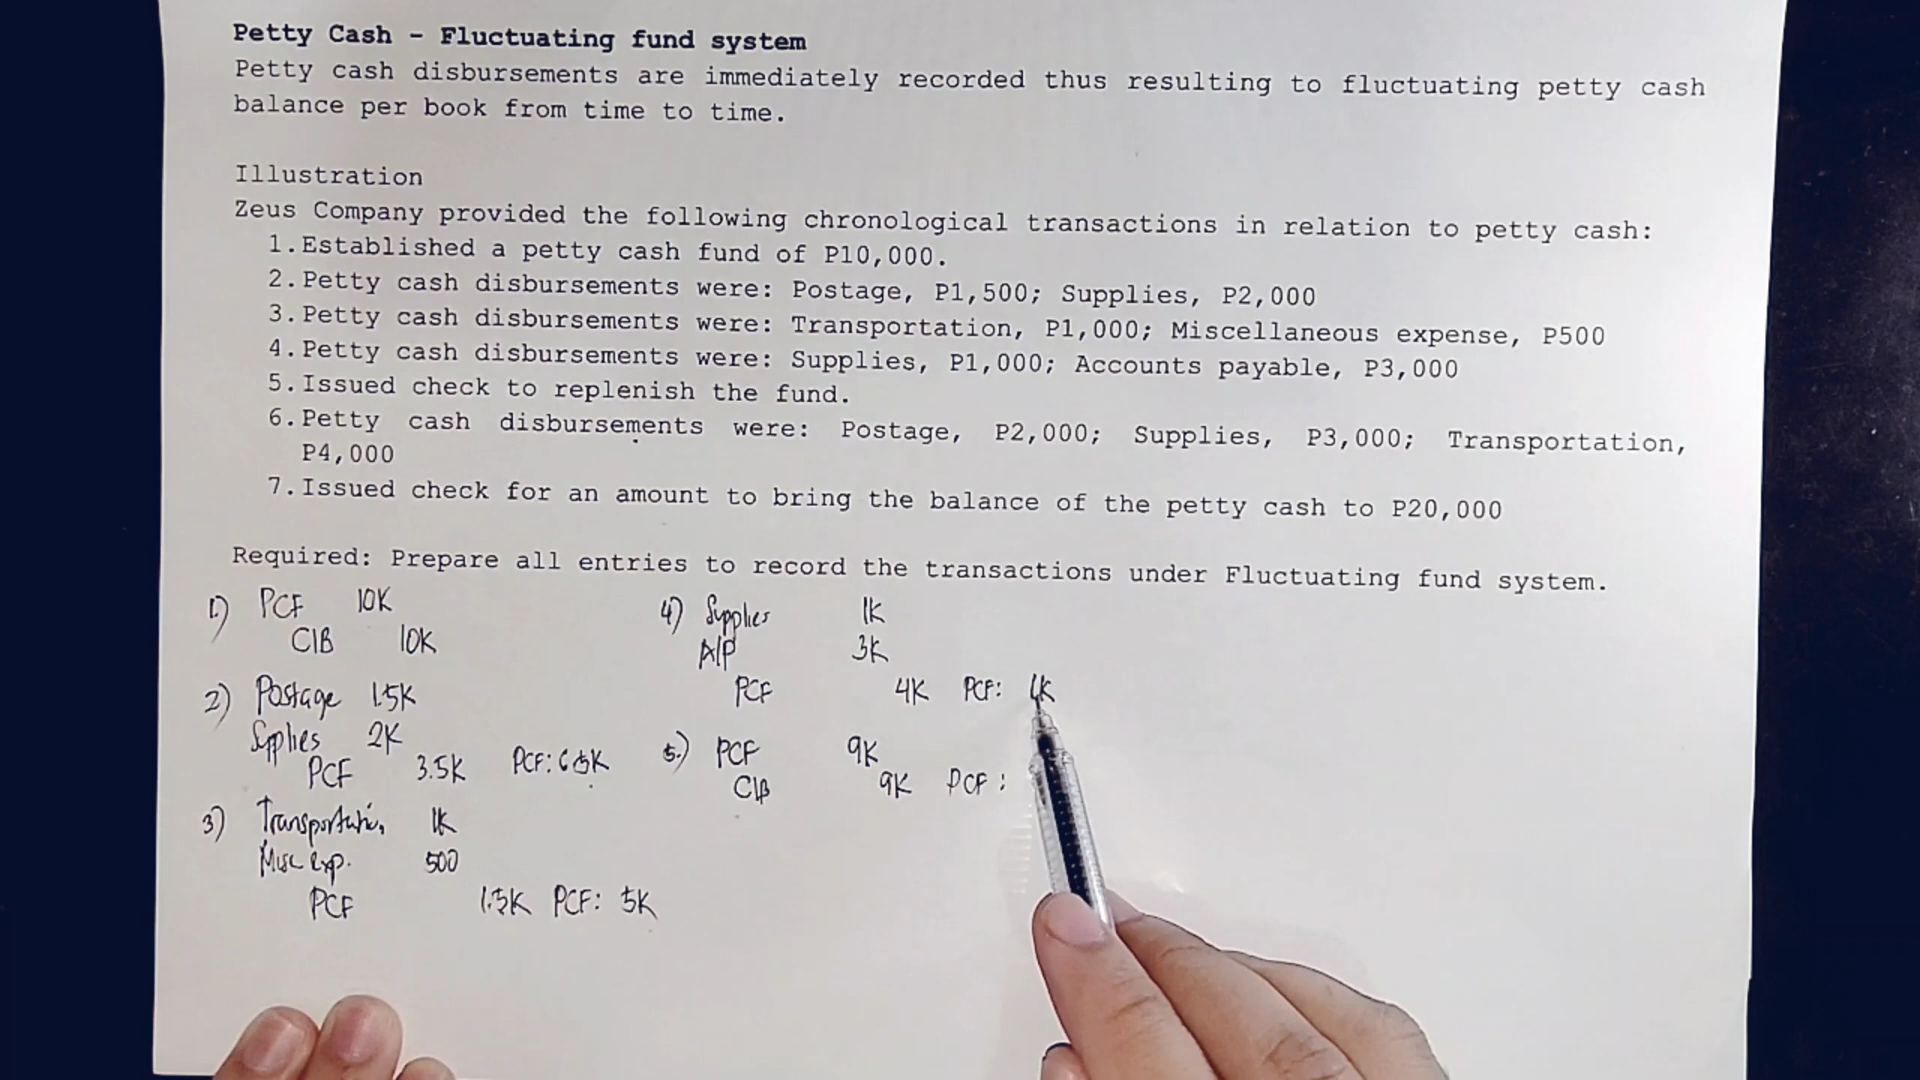 Petty Cash - Fluctuating fund system
Petty cash disbursements are immediately recorded thus resulting to fluctuating petty cash
balance per book from time to time.
Illustration
Zeus Company provided the following chronological transactions in relation to petty cash:
1. Established a petty cash fund of P10,000.
2. Petty cash disbursements were: Postage, P1,500; Supplies, P2,000
3. Petty cash disbursements were: Transportation, P1,000; Miscellaneous expense, P500
4. Petty cash disbursements were: Supplies, P1,000; Accounts payable, P3,000
5. Issued check to replenish the fund.
6. Petty cash disbursements were: Postage, P2,000; Supplies, P3,000; Transportation,
P4,000
7. Issued check for an amount to bring the balance of the petty cash to P20,000
Required: Prepare all entries to record the transactions under Fluctuating fund system.
1.) PCF 10K
CIB 10K
2) Postage 1.5K
Supplies 2K
PCF 3.5K PCF: 6.5K
3) Transportation 1K
Misc exp. 500
PCF 1.5K PCF: 5K
4) Supplies 1K
A/P 3K
PCF 4K PCF: 1K
5.) PCF 9K
CIB 9K PCF :